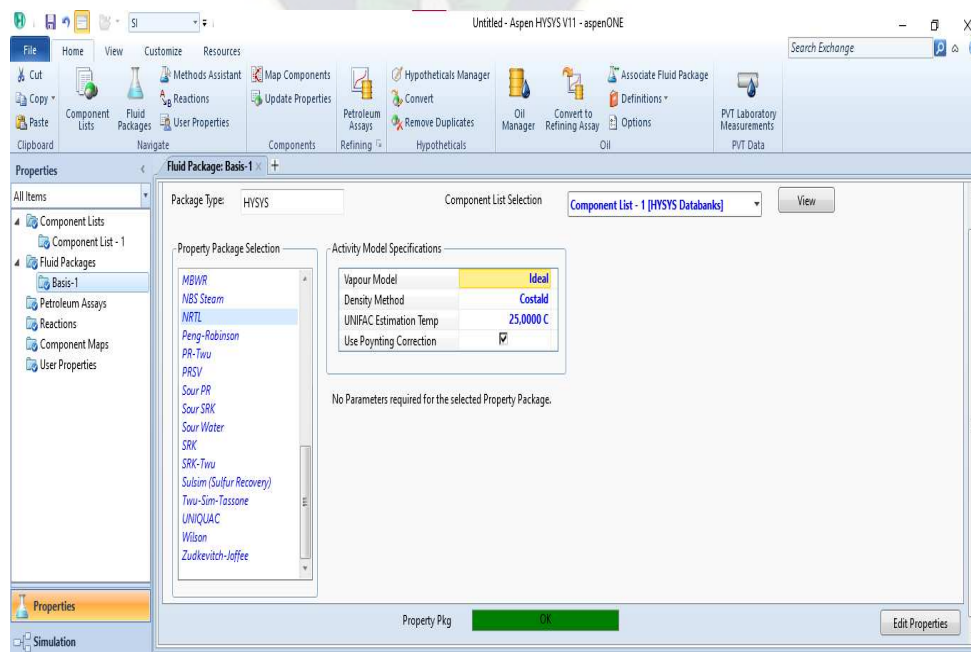 SI
Untitled - Aspen HYSYS V11 - aspenONE
File Home View Customize Resources
Search Exchange
Cut
Copy
Paste
Clipboard
Component Lists
Fluid Packages
Methods Assistant
Reactions
User Properties
Navigate
Map Components
Update Properties
Components
Petroleum Assays
Refining
Hypotheticals Manager
Convert
Remove Duplicates
Hypotheticals
Oil Manager
Convert to Refining Assay
Associate Fluid Package
Definitions
Options
Oil
PVT Laboratory Measurements
PVT Data
Properties
All Items
Component Lists
Component List - 1
Fluid Packages
Basis-1
Petroleum Assays
Reactions
Component Maps
User Properties
Properties
Simulation
Fluid Package: Basis-1
Package Type: HYSYS
Component List Selection Component List - 1 [HYSYS Databanks] View
Property Package Selection
MBWR
NBS Steam
NRTL
Peng-Robinson
PR-Twu
PRSV
Sour PR
Sour SRK
Sour Water
SRK
SRK-Twu
Sulsim (Sulfur Recovery)
Twu-Sim-Tassone
UNIQUAC
Wilson
Zudkevitch-Joffee
Activity Model Specifications
Vapour Model Ideal
Density Method Costald
UNIFAC Estimation Temp 25,0000 C
Use Poynting Correction
No Parameters required for the selected Property Package.
Property Pkg OK
Edit Properties